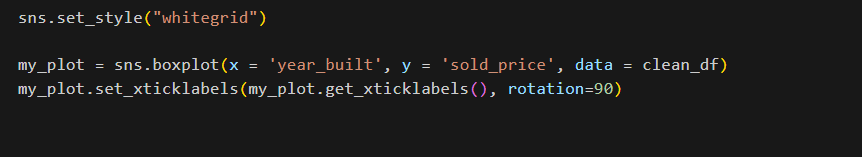 sns.set_style("whitegrid")
my_plot = sns.boxplot(x = 'year_built', y = 'sold_price', data = clean_df)
my_plot.set_xticklabels(my_plot.get_xticklabels(), rotation=90)